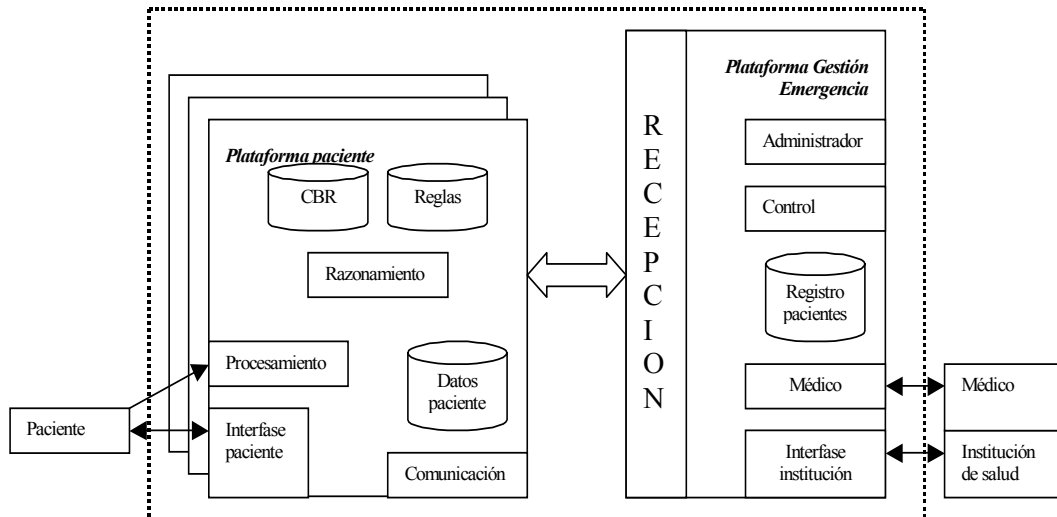 Plataforma paciente
CBR
Reglas
Razonamiento
Procesamiento
Datos
paciente
Paciente
Interfase
paciente
Comunicación
RECEPCION
Plataforma Gestión
Emergencia
Administrador
Control
Registro
pacientes
Médico
Interfase
institución
Médico
Institución
de salud